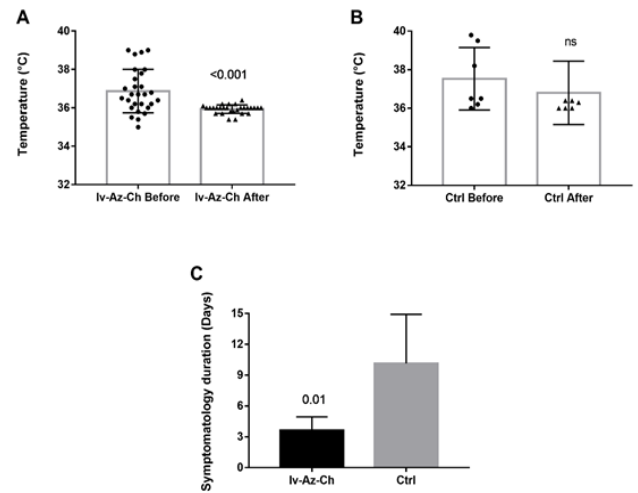 A
B
Temperature (°C)
40
38
36
34
32
<0.001
Iv-Az-Ch Before
Iv-Az-Ch After
Temperature (°C)
40
38
36
34
32
ns
Ctrl Before
Ctrl After
C
Symptomatology duration (Days)
15
12
9
6
3
0
0.01
Iv-Az-Ch
Ctrl